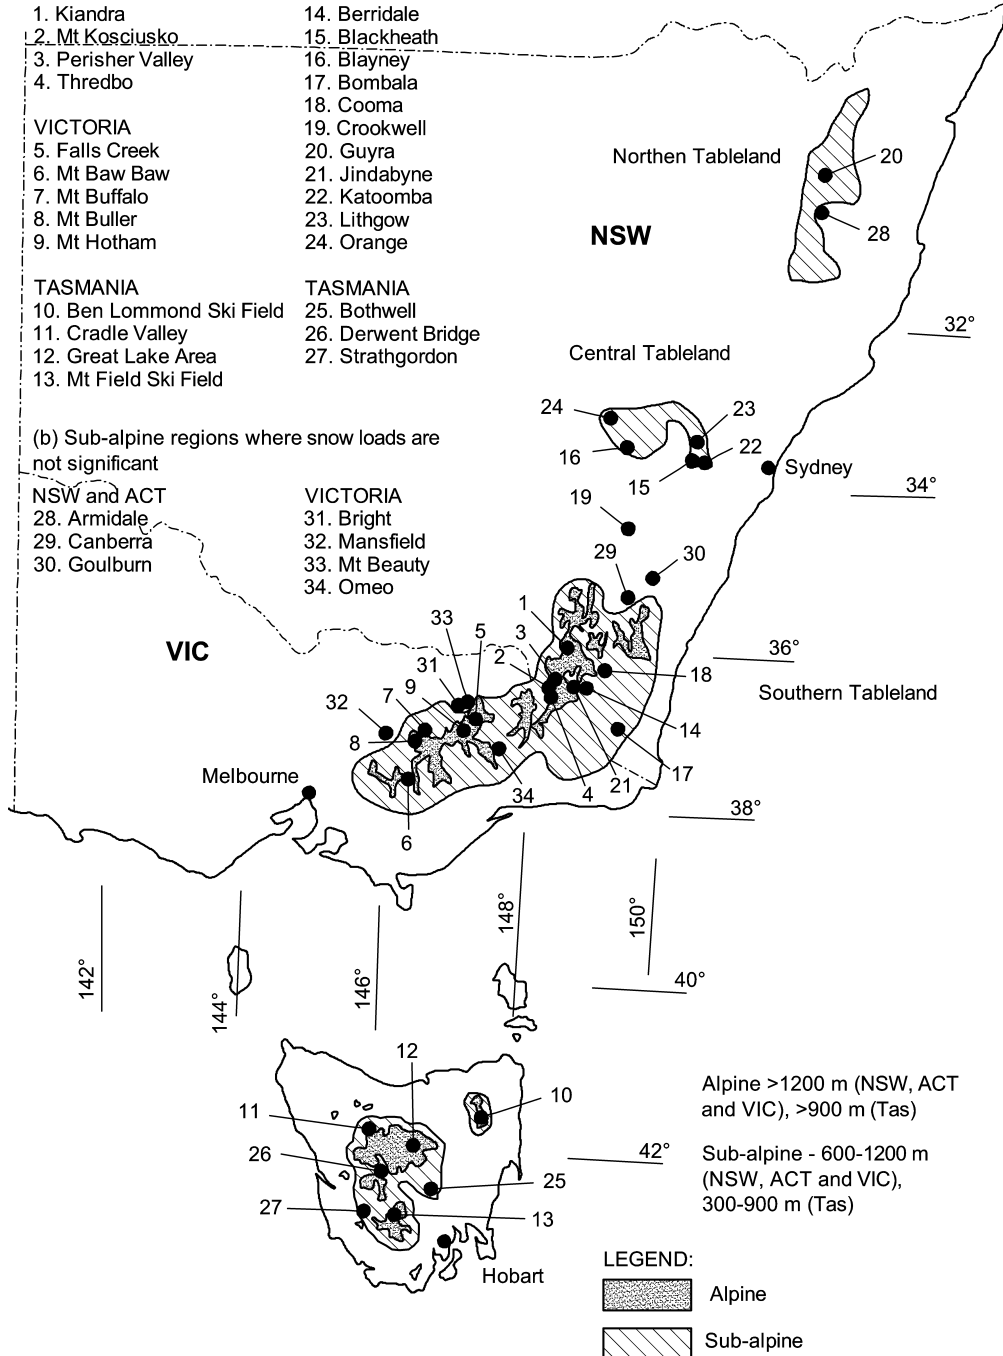 1. Kiandra
2. Mt Kosciusko
3. Perisher Valley
4. Thredbo
VICTORIA
5. Falls Creek
6. Mt Baw Baw
7. Mt Buffalo
8. Mt Buller
9. Mt Hotham
TASMANIA
10. Ben Lommond Ski Field
11. Cradle Valley
12. Great Lake Area
13. Mt Field Ski Field
14. Berridale
15. Blackheath
16. Blayney
17. Bombala
18. Cooma
19. Crookwell
20. Guyra
21. Jindabyne
22. Katoomba
23. Lithgow
24. Orange
TASMANIA
25. Bothwell
26. Derwent Bridge
27. Strathgordon
(b) Sub-alpine regions where snow loads are
not significant
NSW and ACT
28. Armidale
29. Canberra
30. Goulburn
VICTORIA
31. Bright
32. Mansfield
33. Mt Beauty
34. Omeo
Northen Tableland
20
NSW
28
32°
Central Tableland
24
23
16
22
15
Sydney
34°
19
29
30
1
33
5
3
VIC
36°
31
9
2
18
7
Southern Tableland
32
14
8
17
Melbourne
34
4
21
38°
6
148°
150°
142°
144°
146°
40°
12
10
11
26
42°
25
27
13
Hobart
Alpine >1200 m (NSW, ACT
and VIC), >900 m (Tas)
Sub-alpine - 600-1200 m
(NSW, ACT and VIC),
300-900 m (Tas)
LEGEND:
Alpine
Sub-alpine